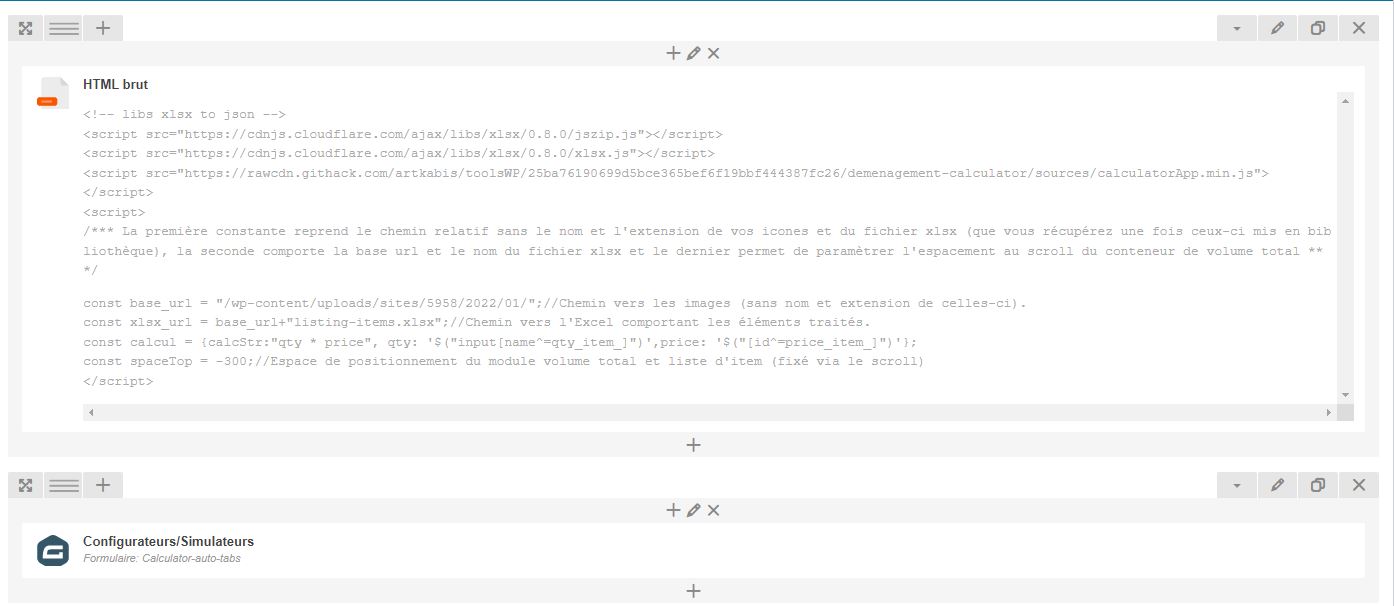 HTML brut
<!-- libs xlsx to json -->
<script src="https://cdnjs.cloudflare.com/ajax/libs/xlsx/0.8.0/jszip.js"></script>
<script src="https://cdnjs.cloudflare.com/ajax/libs/xlsx/0.8.0/xlsx.js"></script>
<script src="https://rawcdn.githack.com/artkabis/toolsWP/25ba76190699d5bce365bef6f19bbf444387fc26/demenagement-calculator/sources/calculatorApp.min.js">
</script>
<script>
/*** La première constante reprend le chemin relatif sans le nom et l'extension de vos icones et du fichier xlsx (que vous récupérez une fois ceux-ci mis en bib
liothèque), la seconde comporte la base url et le nom du fichier xlsx et le dernier permet de paramètrer l'espacement au scroll du conteneur de volume total **
*/
const base_url = "/wp-content/uploads/sites/5958/2022/01/";//Chemin vers les images (sans nom et extension de celles-ci).
const xlsx_url = base_url+"listing-items.xlsx";//Chemin vers l'Excel comportant les éléments traités.
const calcul = {calcStr:"qty * price", qty: '$("input[name^=qty_item_]")',price: '$("[id^=price_item_]")'};
const spaceTop = -300;//Espace de positionnement du module volume total et liste d'item (fixé via le scroll)
</script>
Configurateurs/Simulateurs
Formulaire: Calculator-auto-tabs